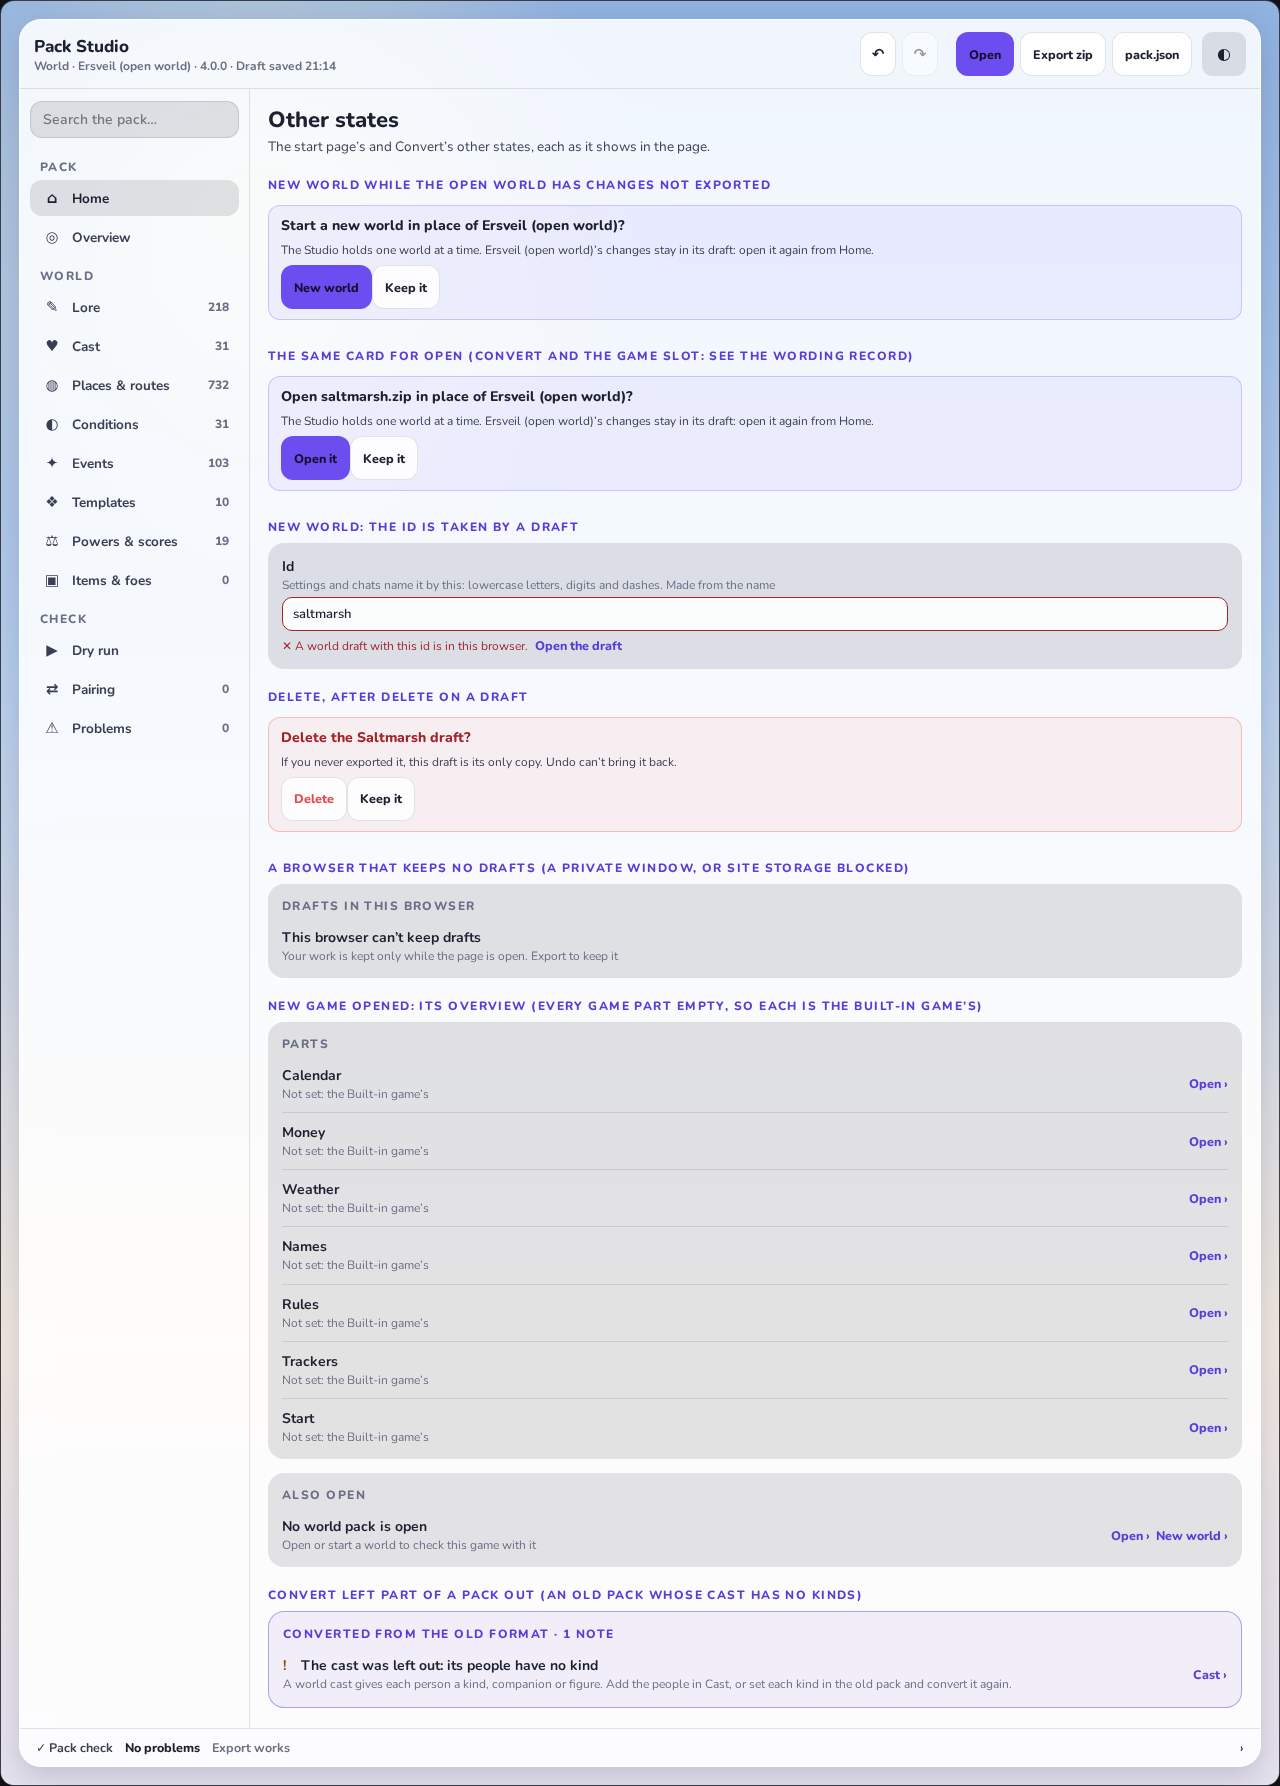 Pack Studio
World · Ersveil (open world) · 4.0.0 · Draft saved 21:14
↶
↷
Open
Export zip
pack.json
◐
Search the pack…
PACK
⌂ Home
◎ Overview
WORLD
✎ Lore 218
♥ Cast 31
◍ Places & routes 732
◐ Conditions 31
✦ Events 103
❖ Templates 10
⚖ Powers & scores 19
▣ Items & foes 0
CHECK
▶ Dry run
⇄ Pairing 0
⚠ Problems 0
Other states
The start page’s and Convert’s other states, each as it shows in the page.
NEW WORLD WHILE THE OPEN WORLD HAS CHANGES NOT EXPORTED
Start a new world in place of Ersveil (open world)?
The Studio holds one world at a time. Ersveil (open world)’s changes stay in its draft: open it again from Home.
New world
Keep it
THE SAME CARD FOR OPEN (CONVERT AND THE GAME SLOT: SEE THE WORDING RECORD)
Open saltmarsh.zip in place of Ersveil (open world)?
The Studio holds one world at a time. Ersveil (open world)’s changes stay in its draft: open it again from Home.
Open it
Keep it
NEW WORLD: THE ID IS TAKEN BY A DRAFT
Id
Settings and chats name it by this: lowercase letters, digits and dashes. Made from the name
saltmarsh
✕ A world draft with this id is in this browser. Open the draft
DELETE, AFTER DELETE ON A DRAFT
Delete the Saltmarsh draft?
If you never exported it, this draft is its only copy. Undo can’t bring it back.
Delete
Keep it
A BROWSER THAT KEEPS NO DRAFTS (A PRIVATE WINDOW, OR SITE STORAGE BLOCKED)
DRAFTS IN THIS BROWSER
This browser can’t keep drafts
Your work is kept only while the page is open. Export to keep it
NEW GAME OPENED: ITS OVERVIEW (EVERY GAME PART EMPTY, SO EACH IS THE BUILT-IN GAME’S)
PARTS
Calendar
Not set: the Built-in game’s
Open ›
Money
Not set: the Built-in game’s
Open ›
Weather
Not set: the Built-in game’s
Open ›
Names
Not set: the Built-in game’s
Open ›
Rules
Not set: the Built-in game’s
Open ›
Trackers
Not set: the Built-in game’s
Open ›
Start
Not set: the Built-in game’s
Open ›
ALSO OPEN
No world pack is open
Open or start a world to check this game with it
Open › New world ›
CONVERT LEFT PART OF A PACK OUT (AN OLD PACK WHOSE CAST HAS NO KINDS)
CONVERTED FROM THE OLD FORMAT · 1 NOTE
! The cast was left out: its people have no kind
A world cast gives each person a kind, companion or figure. Add the people in Cast, or set each kind in the old pack and convert it again.
Cast ›
✓ Pack check No problems Export works ›